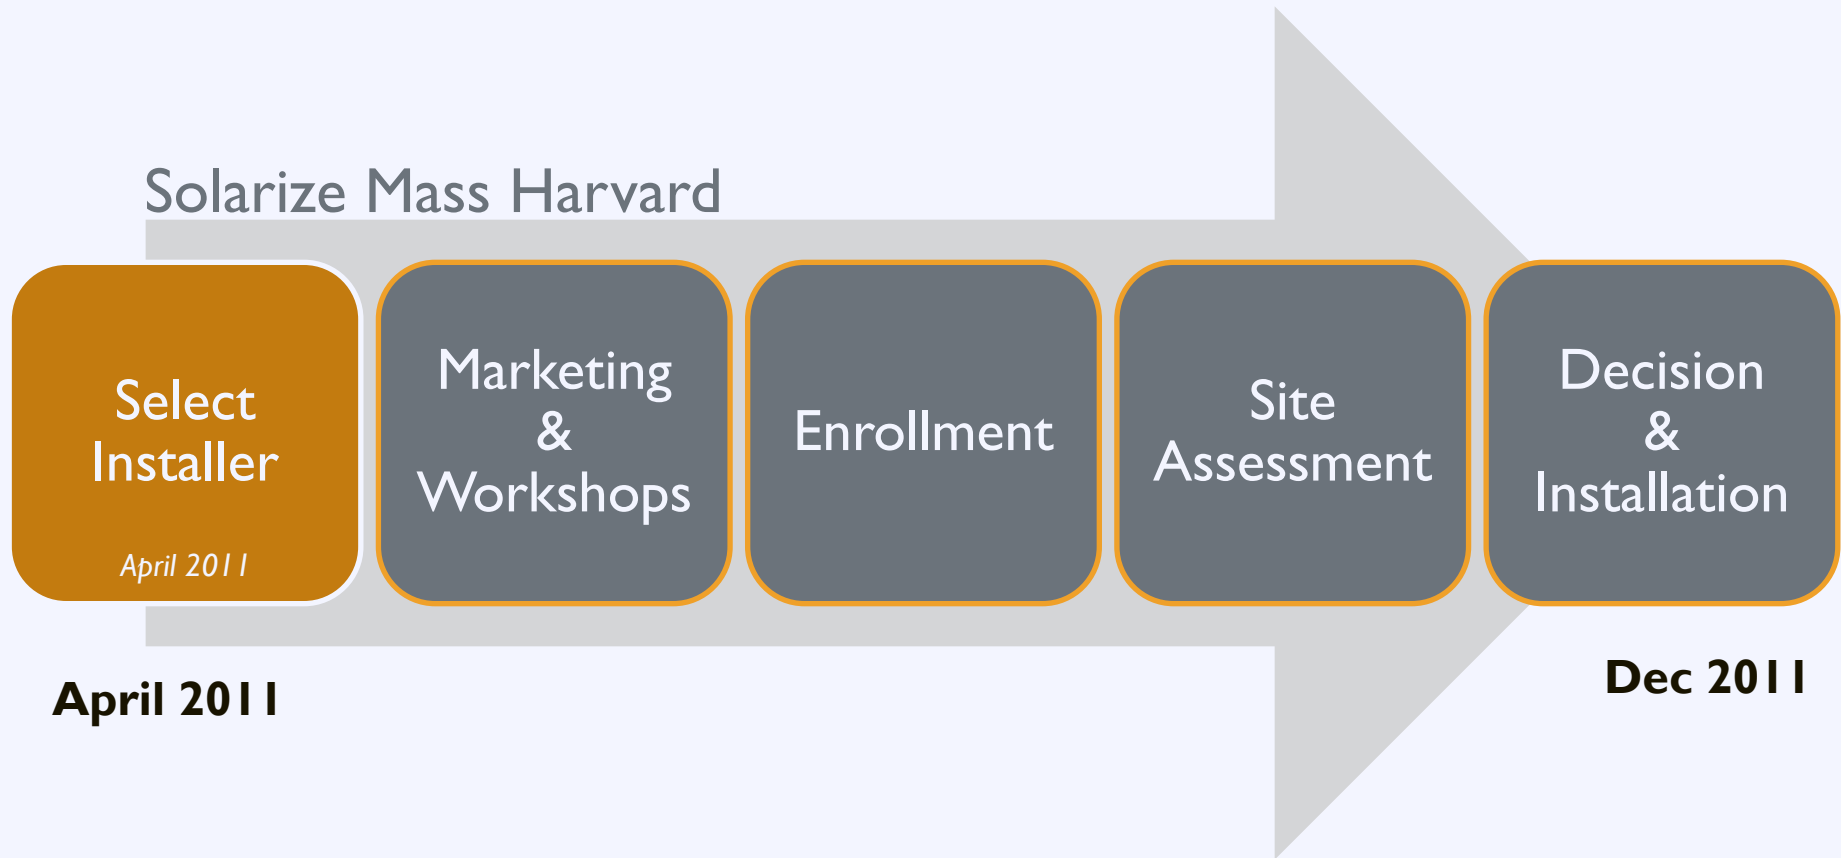 Solarize Mass Harvard
Select
Installer
April 2011
Marketing
&
Workshops
Enrollment
Site
Assessment
Decision
&
Installation
April 2011
Dec 2011